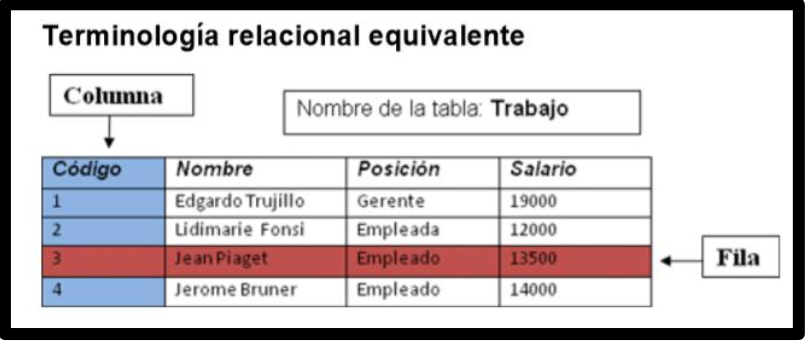 Terminología relacional equivalente
Columna
Nombre de la tabla: Trabajo
Código Nombre Posición Salario
1 Edgardo Trujillo Gerente 19000
2 Lidimarie Fonsi Empleada 12000
3 Jean Piaget Empleado 13500
Fila
4 Jerome Bruner Empleado 14000